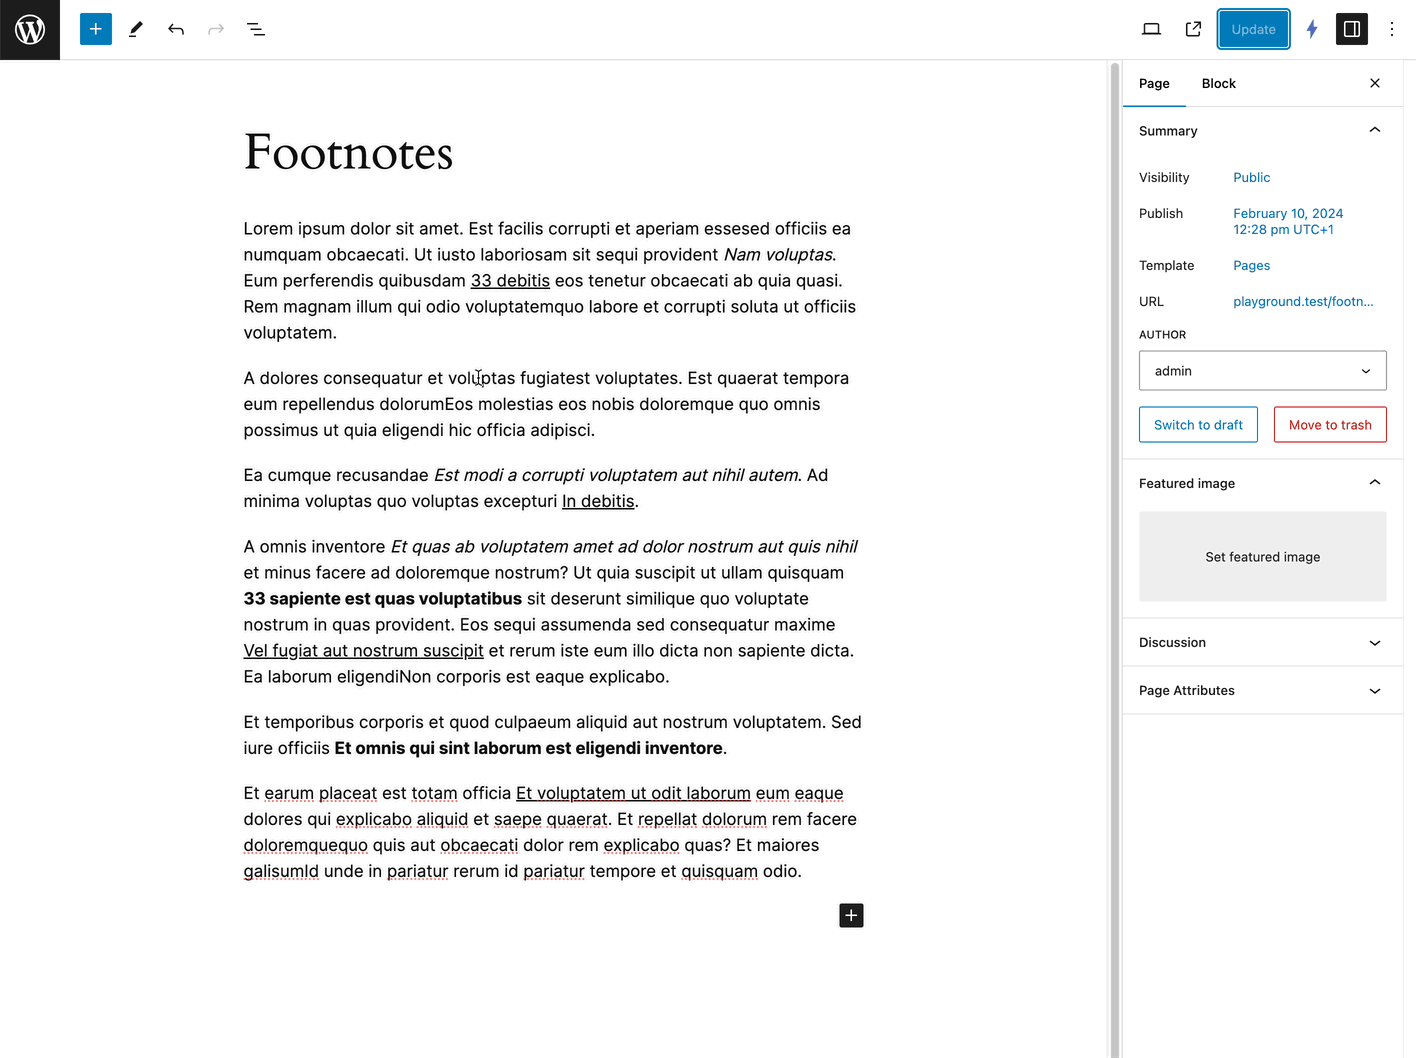 Update
Page
Block
Footnotes
Lorem ipsum dolor sit amet. Est facilis corrupti et aperiam essesed officiis ea
numquam obcaecati. Ut iusto laboriosam sit sequi provident Nam voluptas.
Eum perferendis quibusdam 33 debitis eos tenetur obcaecati ab quia quasi.
Rem magnam illum qui odio voluptatemquo labore et corrupti soluta ut officiis
voluptatem.
A dolores consequatur et voluptas fugiatest voluptates. Est quaerat tempora
eum repellendus dolorumEos molestias eos nobis doloremque quo omnis
possimus ut quia eligendi hic officia adipisci.
Ea cumque recusandae Est modi a corrupti voluptatem aut nihil autem. Ad
minima voluptas quo voluptas excepturi In debitis.
A omnis inventore Et quas ab voluptatem amet ad dolor nostrum aut quis nihil
et minus facere ad doloremque nostrum? Ut quia suscipit ut ullam quisquam
33 sapiente est quas voluptatibus sit deserunt similique quo voluptate
nostrum in quas provident. Eos sequi assumenda sed consequatur maxime
Vel fugiat aut nostrum suscipit et rerum iste eum illo dicta non sapiente dicta.
Ea laborum eligendiNon corporis est eaque explicabo.
Et temporibus corporis et quod culpaeum aliquid aut nostrum voluptatem. Sed
iure officiis Et omnis qui sint laborum est eligendi inventore.
Et earum placeat est totam officia Et voluptatem ut odit laborum eum eaque
dolores qui explicabo aliquid et saepe quaerat. Et repellat dolorum rem facere
doloremquequo quis aut obcaecati dolor rem explicabo quas? Et maiores
galisumId unde in pariatur rerum id pariatur tempore et quisquam odio.
Summary
Visibility Public
Publish February 10, 2024
12:28 pm UTC+1
Template Pages
URL playground.test/footn...
AUTHOR
admin
Switch to draft Move to trash
Featured image
Set featured image
Discussion
Page Attributes